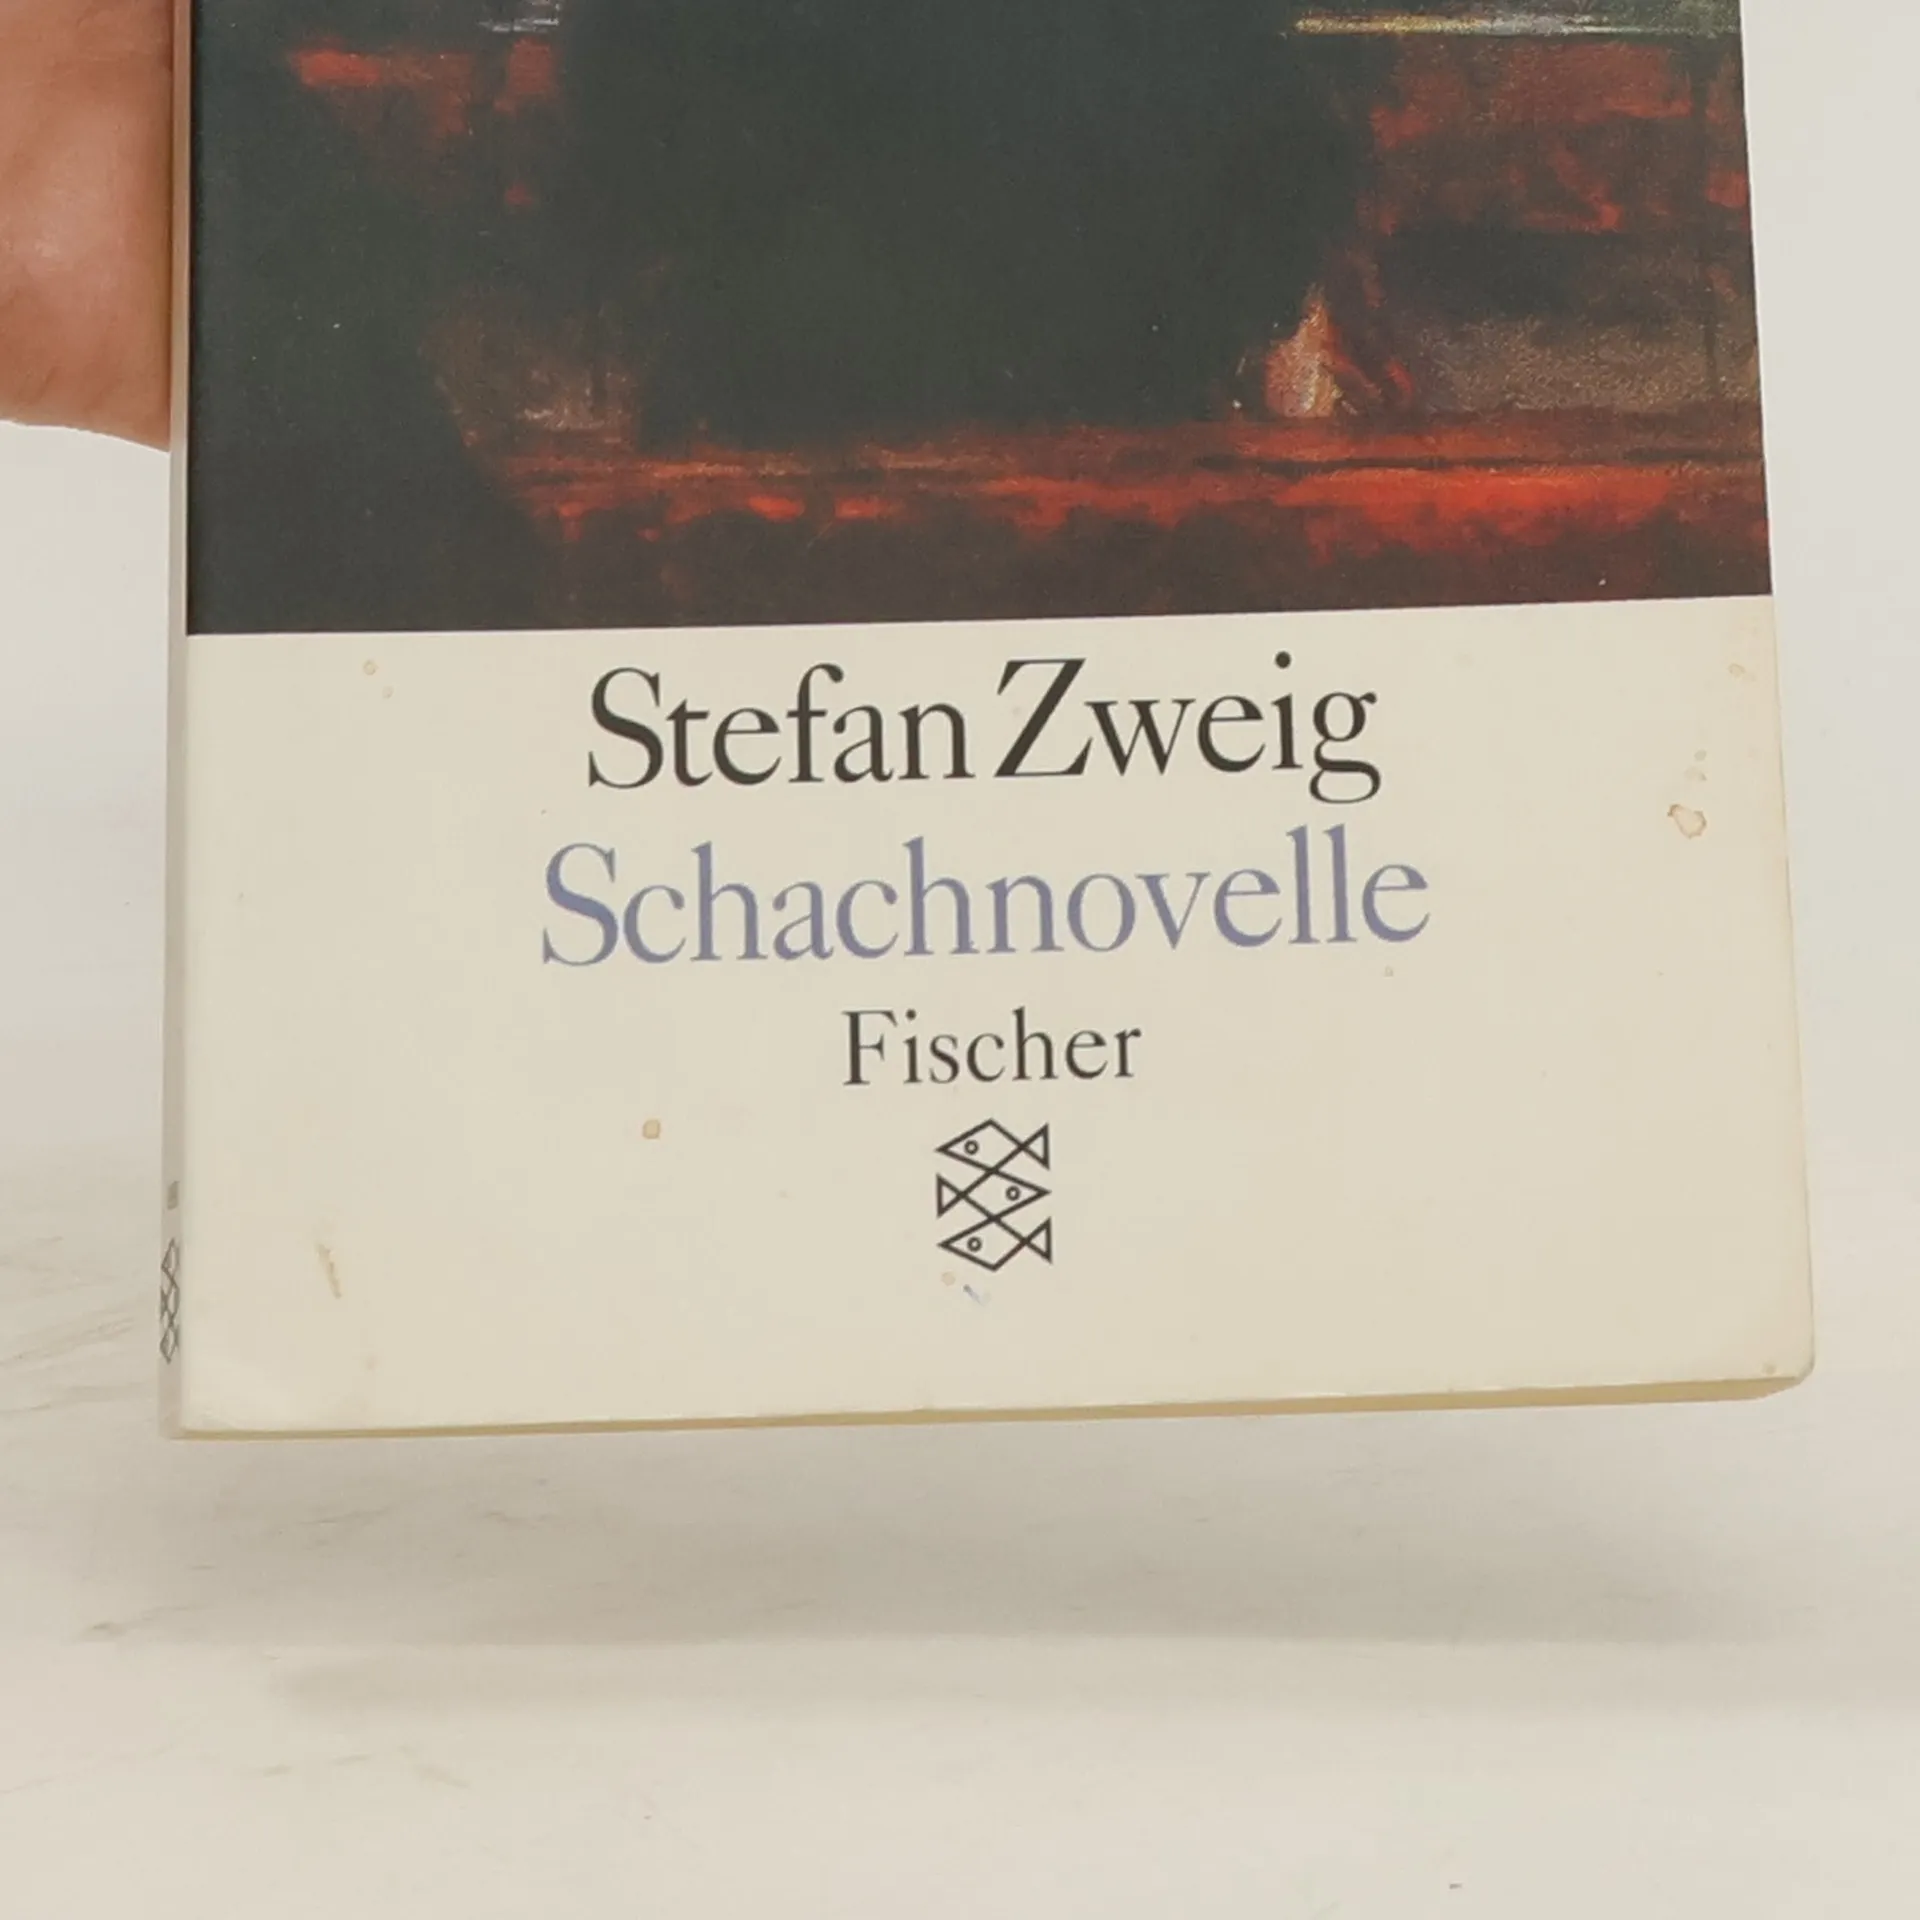 Stefan Zweig
Schachnovelle
Fischer